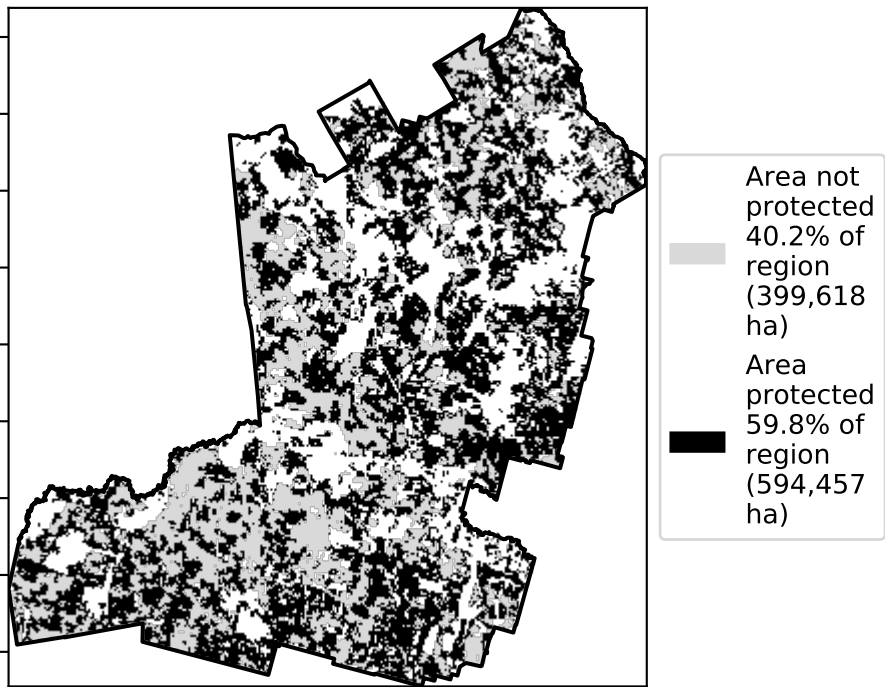 Area not
protected
40.2% of
region
(399,618
ha)
Area
protected
59.8% of
region
(594,457
ha)